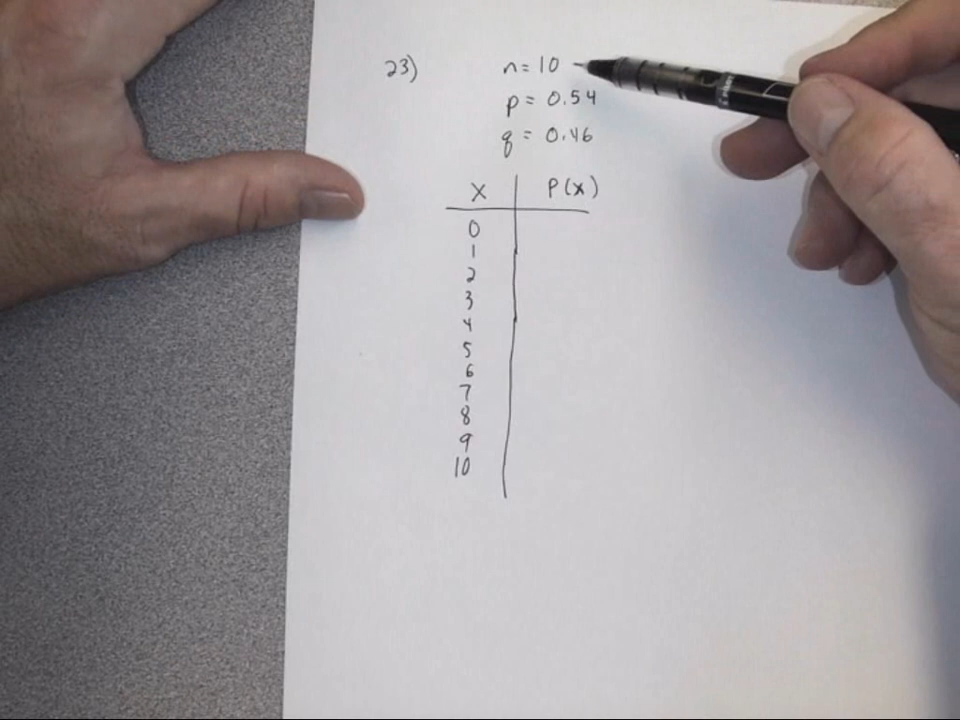 23) n = 10
p = 0.54
q = 0.46
X P(x)
0
1
2
3
4
5
6
7
8
9
10